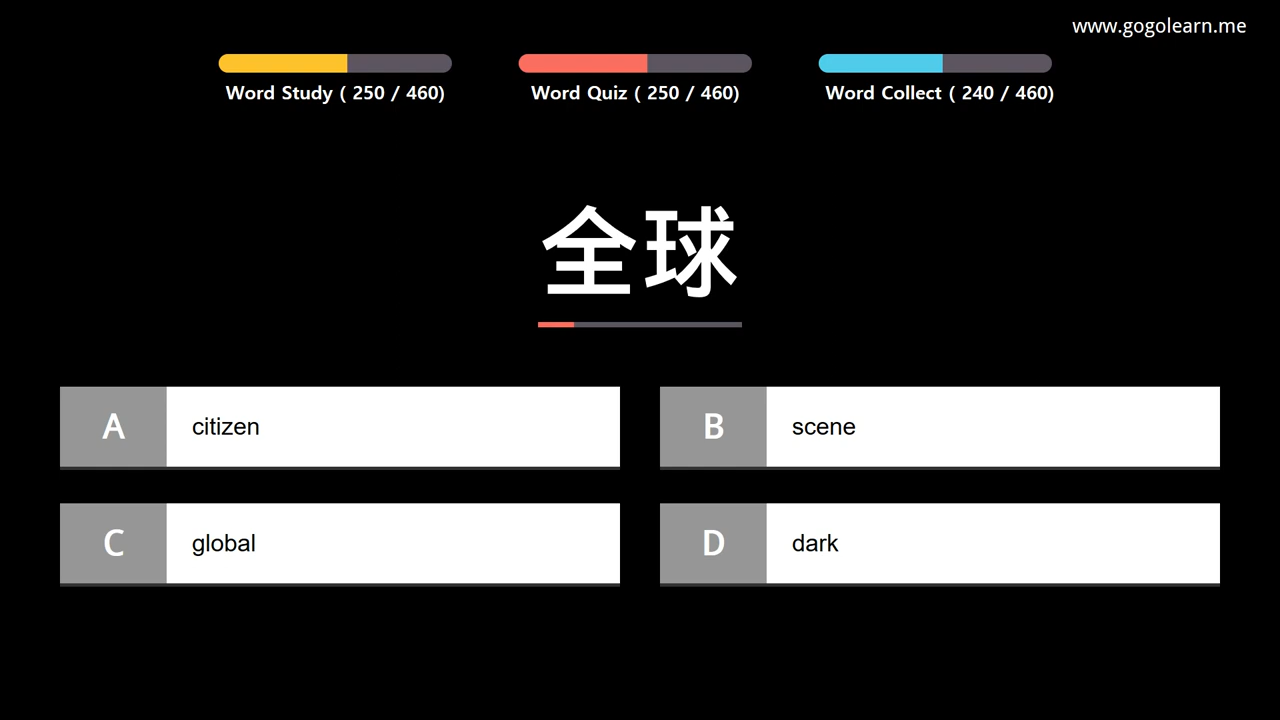 www.gogolearn.me
Word Study ( 250 / 460)
Word Quiz ( 250 / 460)
Word Collect ( 240 / 460)
全球
A citizen
B scene
C global
D dark